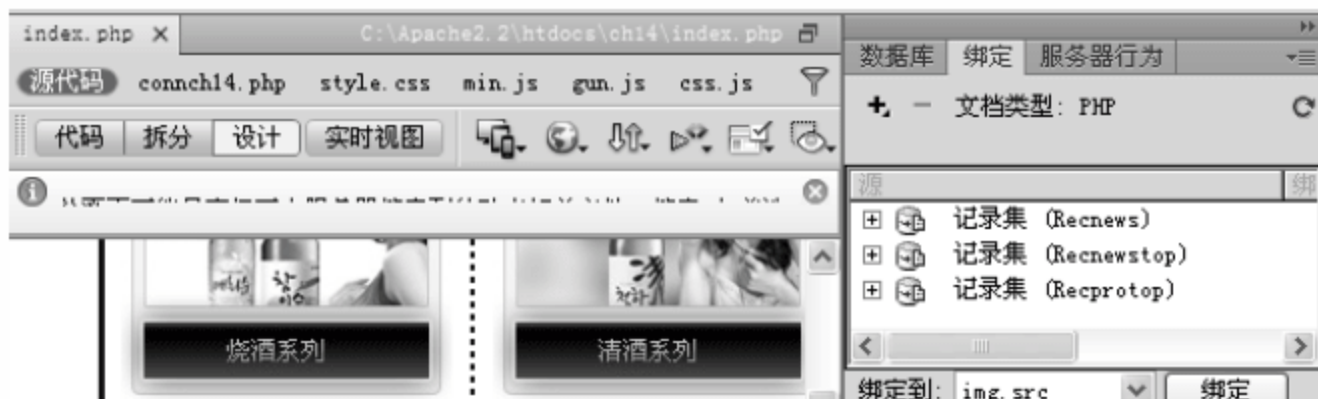 index.php × C:\Apache2.2\htdocs\ch14\index.php
源代码 connch14.php style.css min.js gun.js css.js
代码 拆分 设计 实时视图
烧酒系列 清酒系列
数据库 绑定 服务器行为
文档类型: PHP
源 绑
记录集 (Recnews)
记录集 (Recnewstop)
记录集 (Recprotop)
绑定到: img.src 绑定